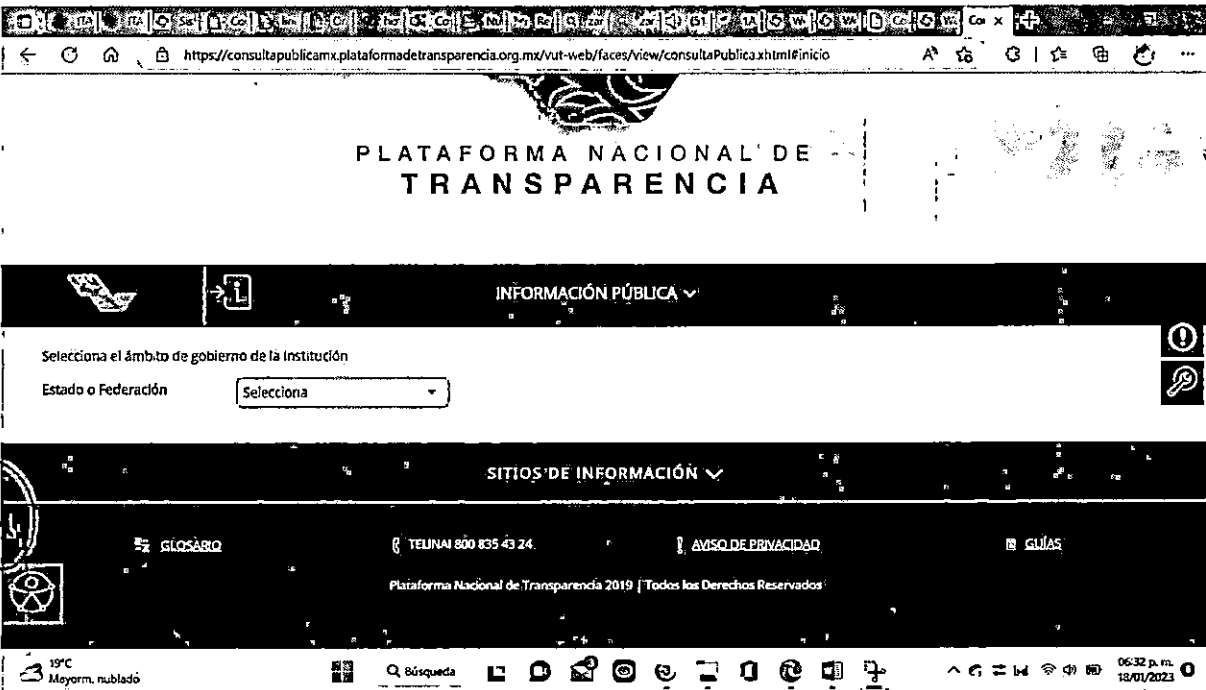 https://consultapublicamx.plataformadetransparencia.org.mx/vut-web/faces/view/consultaPublica.xhtml#inicio
PLATAFORMA NACIONAL DE
TRANSPARENCIA
INFORMACIÓN PÚBLICA
Selecciona el ámbito de gobierno de la institución
Estado o Federación
Selecciona
SITIOS DE INFORMACIÓN
GLOSARIO
TELINAI 800 835 43 24
AVISO DE PRIVACIDAD
GUÍAS
Plataforma Nacional de Transparencia 2019 | Todos los Derechos Reservados
19°C
Mayorm. nublado
Búsqueda
06:32 p. m.
18/01/2023